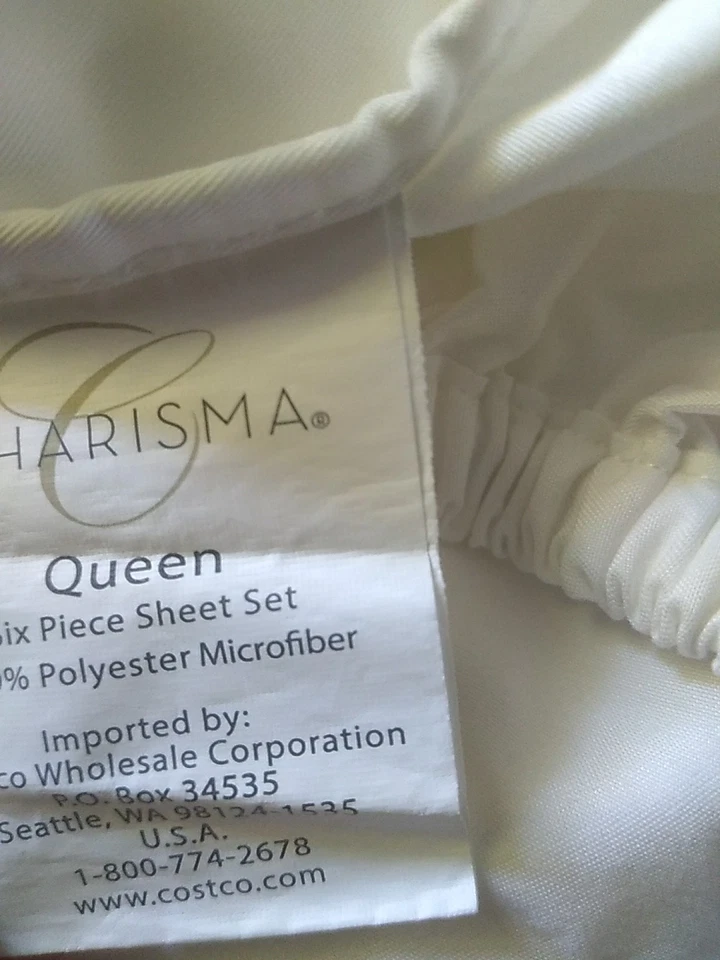 CHARISMA®
Queen
Six Piece Sheet Set
% Polyester Microfiber
Imported by:
co Wholesale Corporation
P.O. Box 34535
Seattle, WA 98124-1535
U.S.A.
1-800-774-2678
www.costco.com